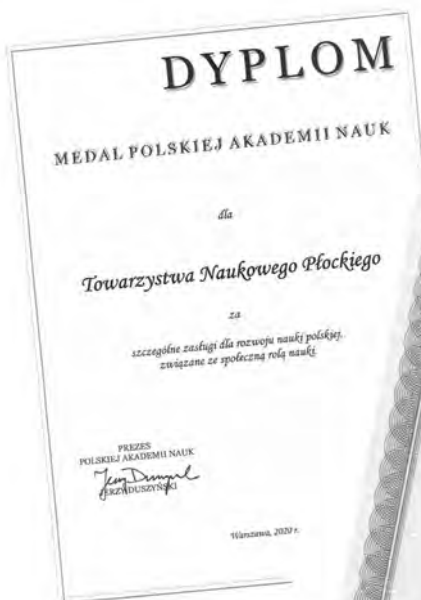 DYPLOM
MEDAL POLSKIEJ AKADEMII NAUK
dla
Towarzystwa Naukowego Płockiego
za
szczególne zasługi dla rozwoju nauki polskiej,
związane ze społeczną rolą nauki.
PREZES
POLSKIEJ AKADEMII NAUK
JERZY DUSZYŃSKI
Warszawa, 2020 r.